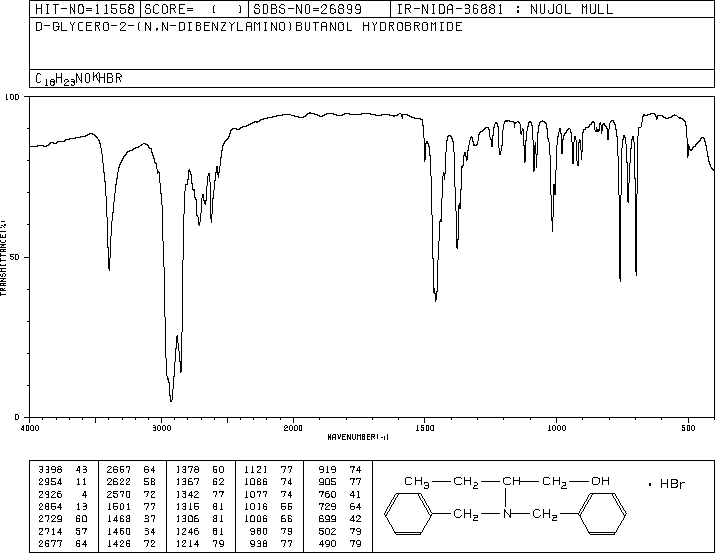 HIT-NO=11558 SCORE= ( ) SDBS-NO=26899 IR-NIDA-36881 : NUJOL MULL
D-GLYCERO-2-(N,N-DIBENZYLAMINO)BUTANOL HYDROBROMIDE
C18H23NOKHBR
100
50
0
TRANSMITTANCE(%)
4000 3000 2000 1500 1000 500
WAVENUMBER(-1)
3398 43 2667 64 1378 50 1121 77 919 74
2954 11 2622 58 1367 62 1086 74 905 77
2926 4 2570 72 1342 77 1077 74 760 41
2854 13 1501 77 1315 81 1016 55 729 64
2729 60 1468 37 1306 81 1006 66 699 42
2714 57 1460 34 1246 81 980 79 502 79
2677 64 1426 72 1214 79 938 77 490 79
CH3 CH2 CH CH2 OH
· HBr
CH2 N CH2